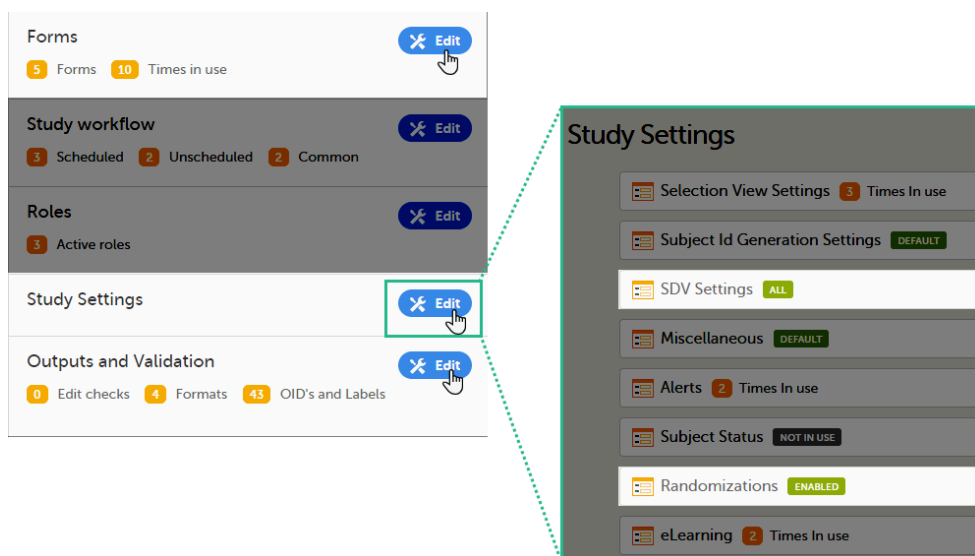 Forms
Edit
5 Forms 10 Times in use
Study workflow
Edit
3 Scheduled 2 Unscheduled 2 Common
Roles
Edit
3 Active roles
Study Settings
Edit
Outputs and Validation
Edit
0 Edit checks 4 Formats 43 OID's and Labels
Study Settings
Selection View Settings 3 Times In use
Subject Id Generation Settings DEFAULT
SDV Settings ALL
Miscellaneous DEFAULT
Alerts 2 Times In use
Subject Status NOT IN USE
Randomizations ENABLED
eLearning 2 Times In use